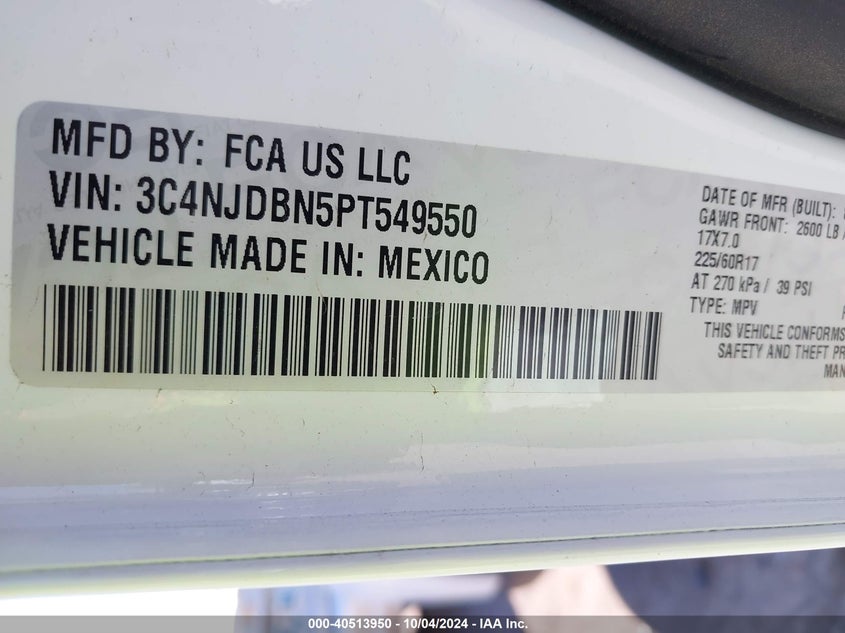 MFD BY: FCA US LLC
VIN: 3C4NJDBN5PT549550
VEHICLE MADE IN: MEXICO
DATE OF MFR (BUILT):
GAWR FRONT: 2600 LB
17X7.0
225/60R17
AT 270 kPa / 39 PSI
TYPE: MPV
THIS VEHICLE CONFORMS
SAFETY AND THEFT PR
MAN
000-40513950 - 10/04/2024 - IAA Inc.